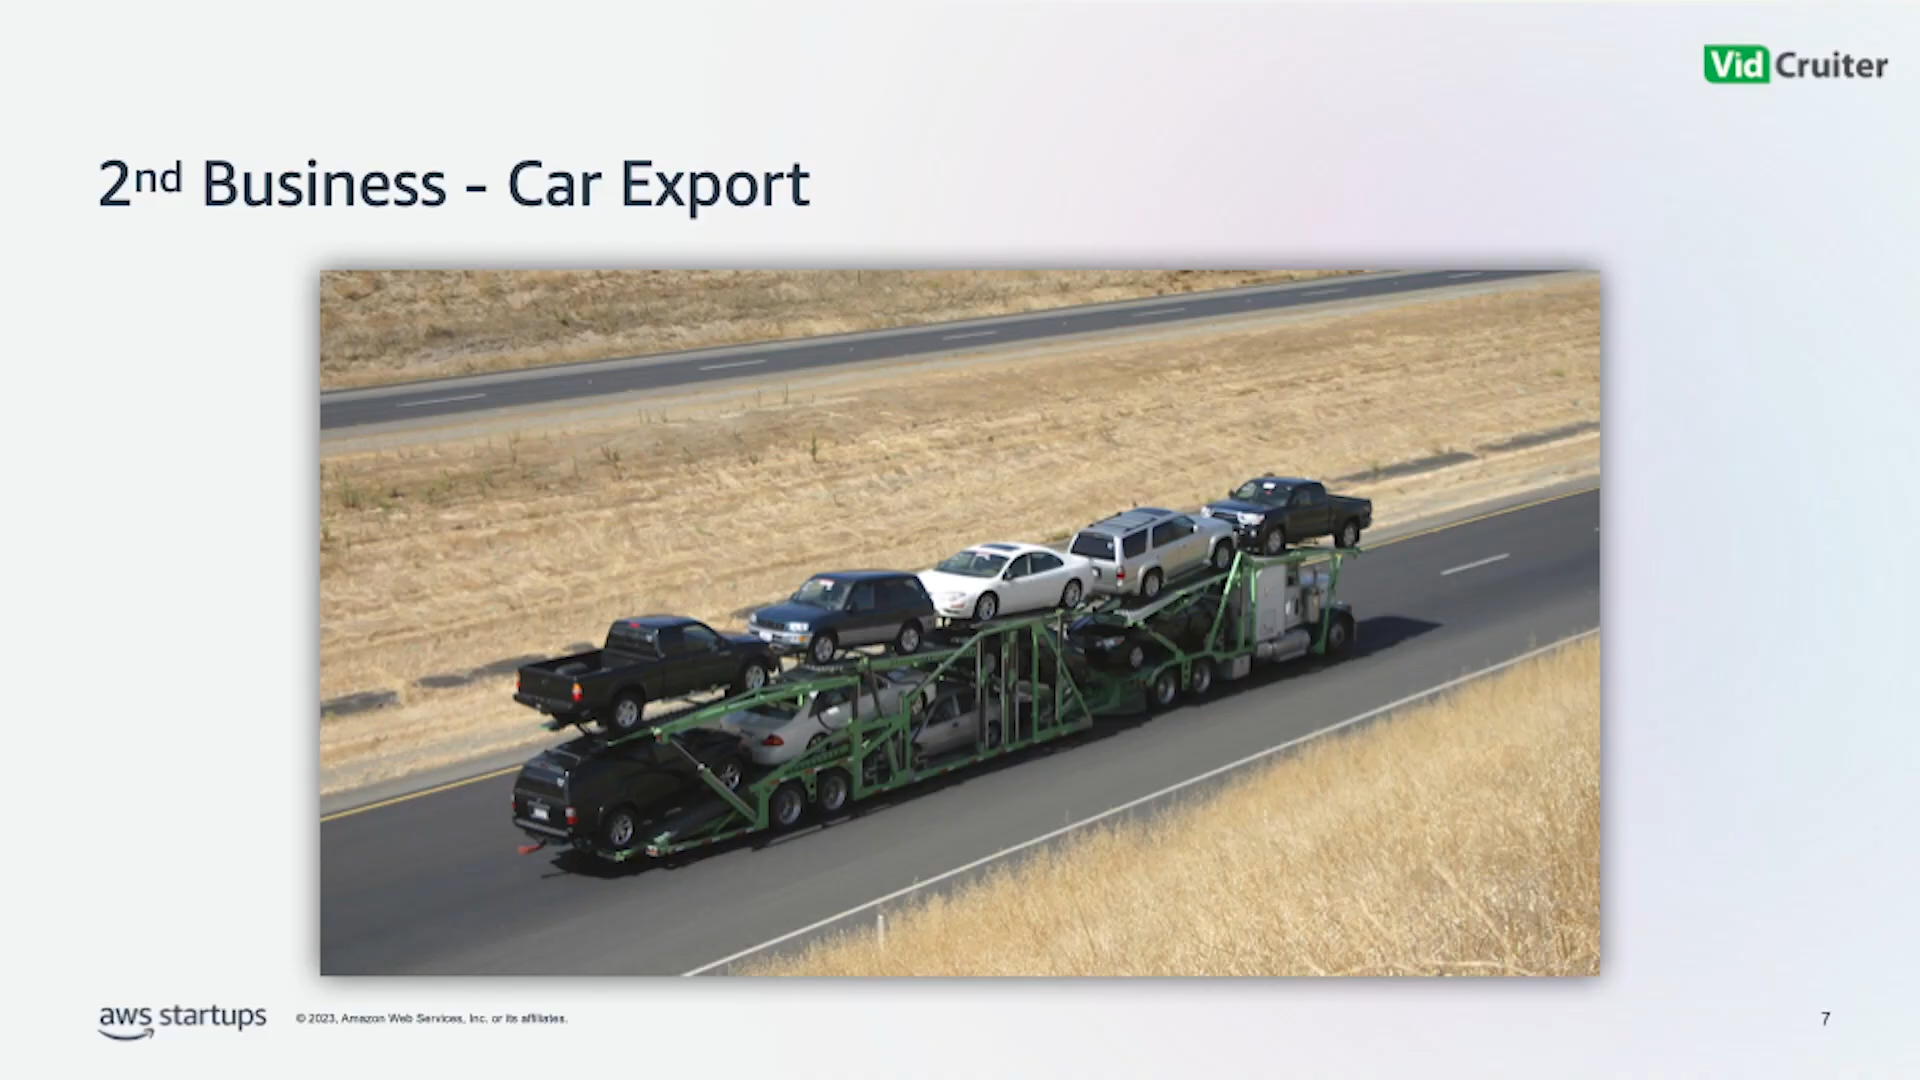 Vid Cruiter
2nd Business - Car Export
aws startups
© 2023, Amazon Web Services, Inc. or its affiliates.
7